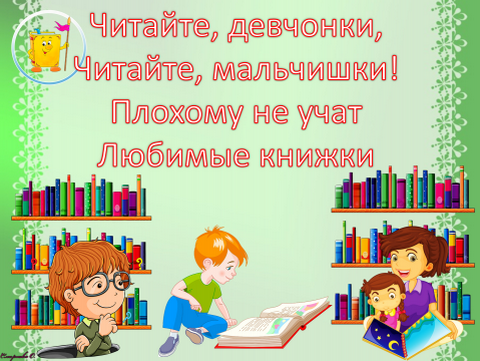 Читайте, девчонки,
Читайте, мальчишки!
Плохому не учат
Любимые книжки